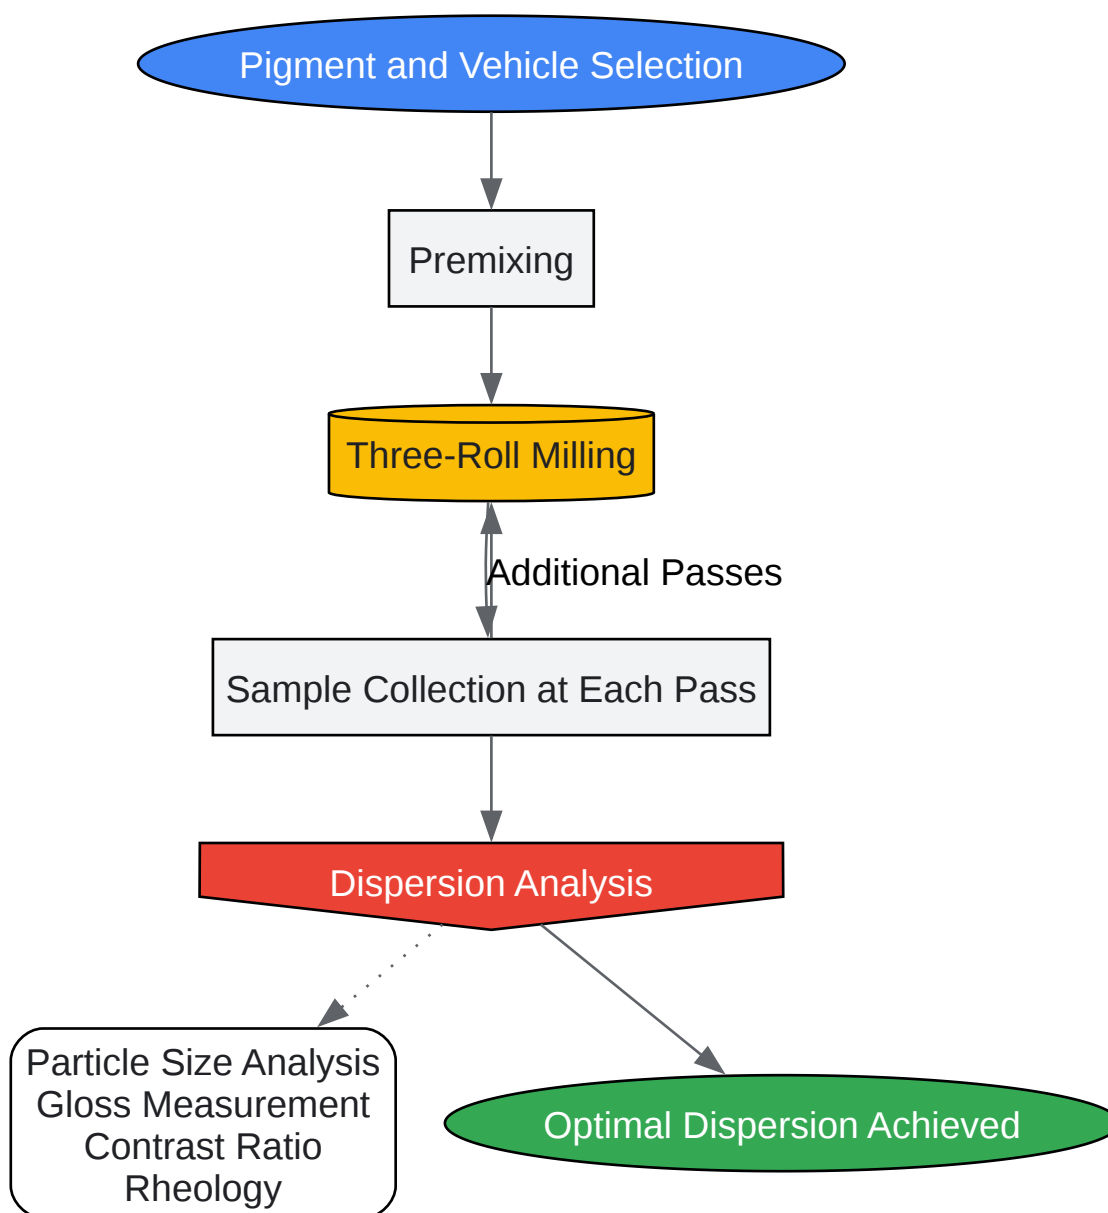 Pigment and Vehicle Selection
Premixing
Three-Roll Milling
Additional Passes
Sample Collection at Each Pass
Dispersion Analysis
Particle Size Analysis
Gloss Measurement
Contrast Ratio
Rheology
Optimal Dispersion Achieved